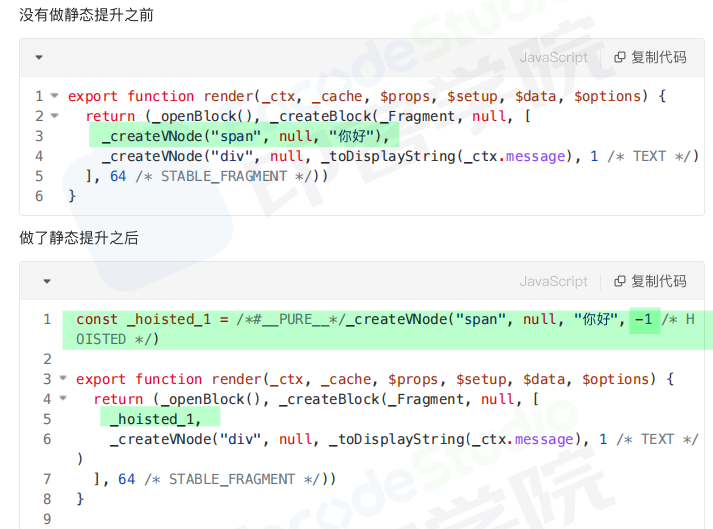 没有做静态提升之前
JavaScript 复制代码
1 export function render(_ctx, _cache, $props, $setup, $data, $options) {
2 return (_openBlock(), _createBlock(_Fragment, null, [
3 _createVNode("span", null, "你好"),
4 _createVNode("div", null, _toDisplayString(_ctx.message), 1 /* TEXT */)
5 ], 64 /* STABLE_FRAGMENT */))
6 }
做了静态提升之后
JavaScript 复制代码
1 const _hoisted_1 = /*#__PURE__*/_createVNode("span", null, "你好", -1 /* H
OISTED */)
2
3 export function render(_ctx, _cache, $props, $setup, $data, $options) {
4 return (_openBlock(), _createBlock(_Fragment, null, [
5 _hoisted_1,
6 _createVNode("div", null, _toDisplayString(_ctx.message), 1 /* TEXT */
)
7 ], 64 /* STABLE_FRAGMENT */))
8 }
9